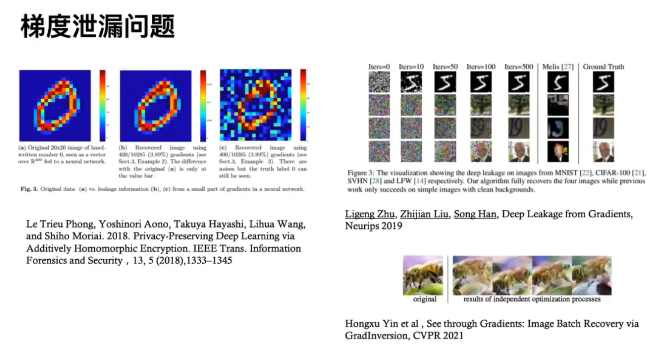 梯度泄漏问题
(a) Original 20x20 image of hand-
written number 0, seen as a vector
over fed to a neural network.
(b) Recovered image using
400/10285 (3.89%) gradients (see
Sect.3, Example 2). The difference
with the original (a) is only at
the value bar.
(c) Recovered image using
400/10285 (3.89%) gradients (see
Sect.3, Example 3). There are
noises but the truth label 0 can
still be seen.
Fig. 3. Original data (a) vs. leakage information (b), (c) from a small part of gradients in a neural network.
Le Trieu Phong, Yoshinori Aono, Takuya Hayashi, Lihua Wang,
and Shiho Moriai. 2018. Privacy-Preserving Deep Learning via
Additively Homomorphic Encryption. IEEE Trans. Information
Forensics and Security , 13, 5 (2018),1333–1345
Iters=0 Iters=10 Iters=50 Iters=100 Iters=500 Melis [27] Ground Truth
Figure 3: The visualization showing the deep leakage on images from MNIST [22], CIFAR-100 [21],
SVHN [28] and LFW [14] respectively. Our algorithm fully recovers the four images while previous
work only succeeds on simple images with clean backgrounds.
Ligeng Zhu, Zhijian Liu, Song Han, Deep Leakage from Gradients,
Neurips 2019
original results of independent optimization processes
Hongxu Yin et al , See through Gradients: Image Batch Recovery via
GradInversion, CVPR 2021